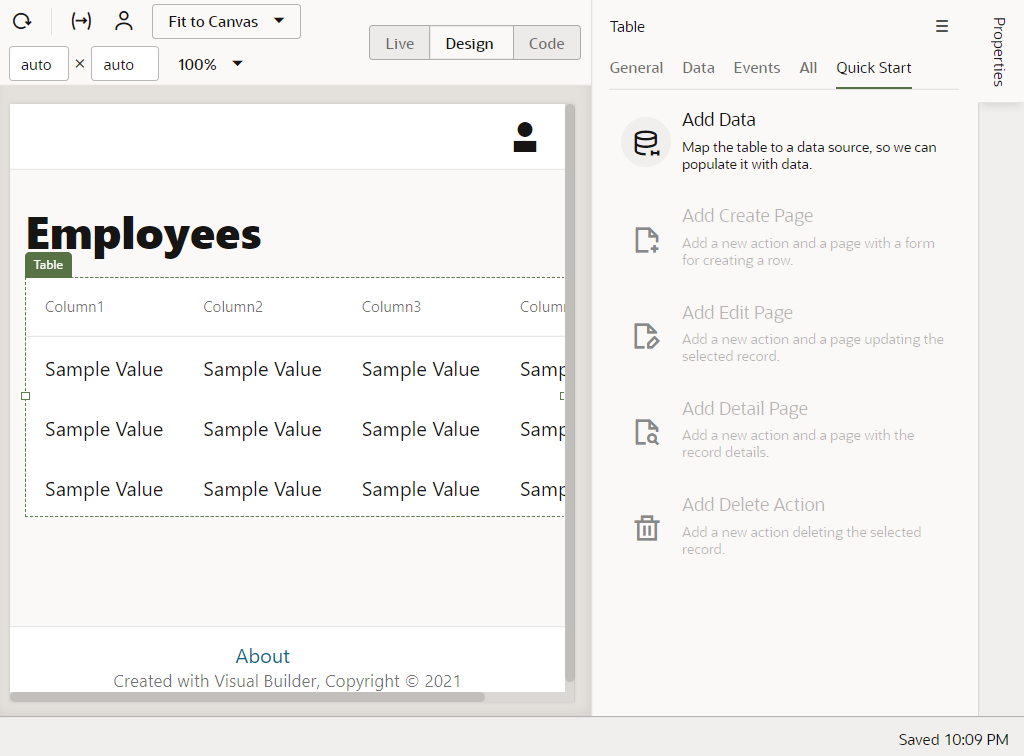 Fit to Canvas
Live Design Code
auto × auto 100%
Employees
Table
Column1 Column2 Column3 Colum
Sample Value Sample Value Sample Value Samp
Sample Value Sample Value Sample Value Samp
Sample Value Sample Value Sample Value Samp
About
Created with Visual Builder, Copyright © 2021
Table
General Data Events All Quick Start
Add Data
Map the table to a data source, so we can
populate it with data.
Add Create Page
Add a new action and a page with a form
for creating a row.
Add Edit Page
Add a new action and a page updating the
selected record.
Add Detail Page
Add a new action and a page with the
record details.
Add Delete Action
Add a new action deleting the selected
record.
Properties
Saved 10:09 PM